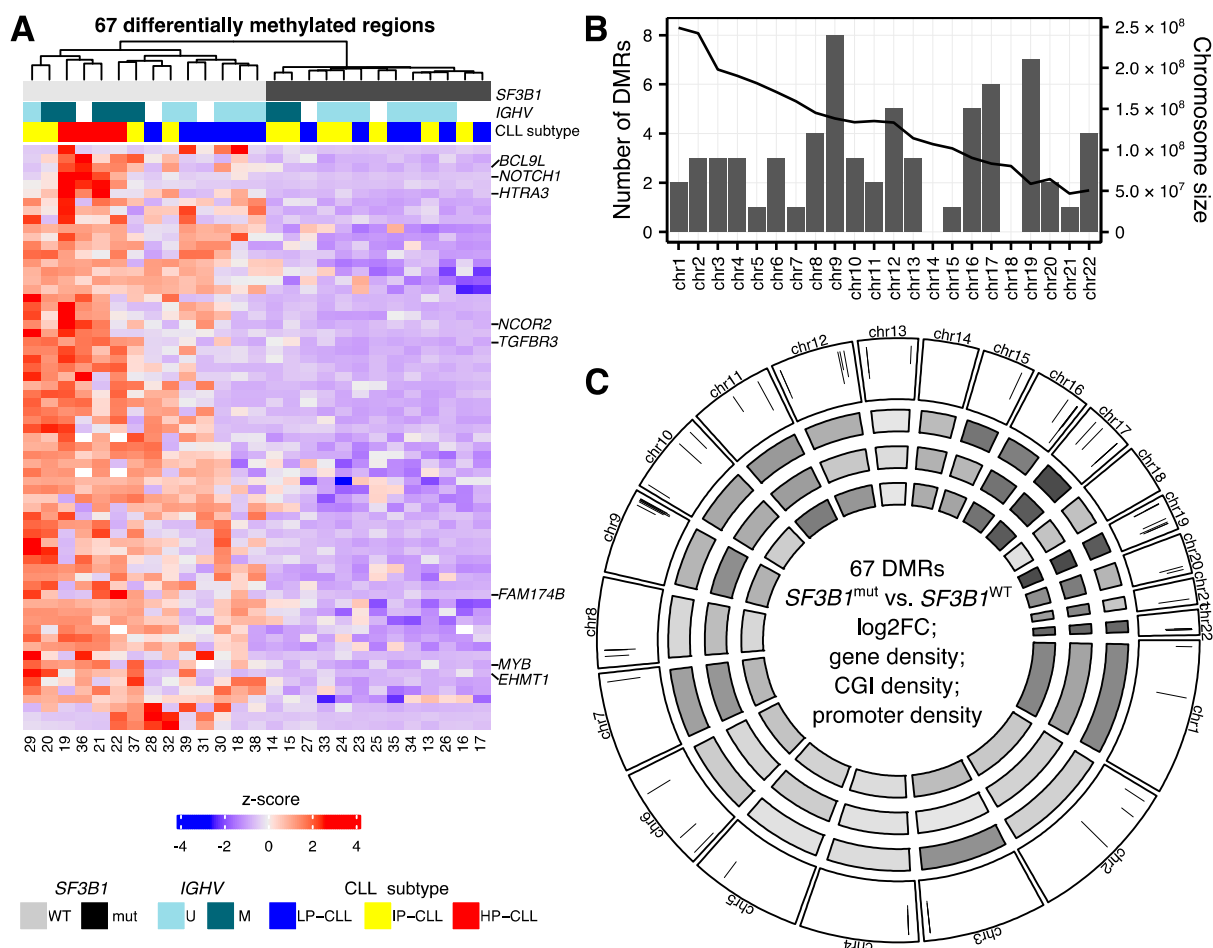 A
67 differentially methylated regions
SF3B1
IGHV
CLL subtype
BCL9L
NOTCH1
HTRA3
NCOR2
TGFBR3
FAM174B
MYB
EHMT1
29 20 19 36 21 22 37 28 32 39 31 30 18 38 14 15 27 33 24 23 25 35 34 13 26 16 17
z-score
-4 -2 0 2 4
SF3B1 IGHV CLL subtype
WT mut U M LP-CLL IP-CLL HP-CLL
B
Number of DMRs
8
6
4
2
0
2.5 × 10⁸
2.0 × 10⁸
1.5 × 10⁸
1.0 × 10⁸
5.0 × 10⁷
0
Chromosome size
chr1 chr2 chr3 chr4 chr5 chr6 chr7 chr8 chr9 chr10 chr11 chr12 chr13 chr14 chr15 chr16 chr17 chr18 chr19 chr20 chr21 chr22
C
chr1
chr2
chr3
chr4
chr5
chr6
chr7
chr8
chr9
chr10
chr11
chr12
chr13
chr14
chr15
chr16
chr17
chr18
chr19
chr20
chr21
chr22
67 DMRs
SF3B1ᵐᵘᵗ vs. SF3B1ᵂᵀ
log2FC;
gene density;
CGI density;
promoter density